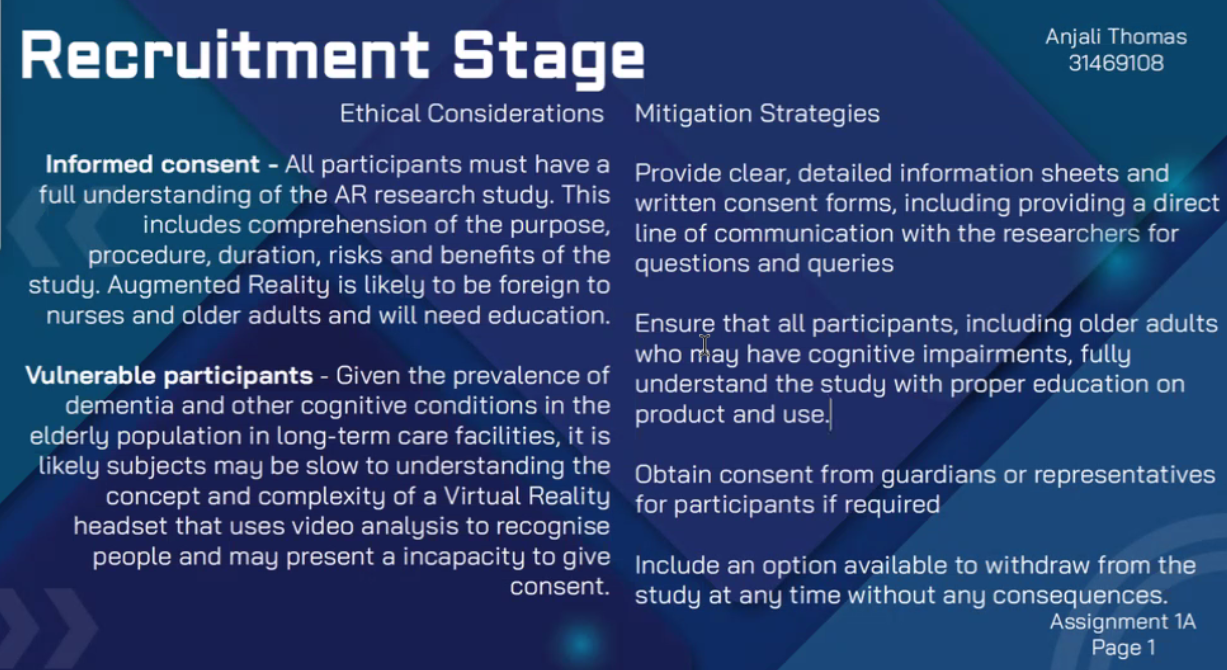 Recruitment Stage
Anjali Thomas
31469108
Ethical Considerations
Informed consent - All participants must have a
full understanding of the AR research study. This
includes comprehension of the purpose,
procedure, duration, risks and benefits of the
study. Augmented Reality is likely to be foreign to
nurses and older adults and will need education.
Vulnerable participants - Given the prevalence of
dementia and other cognitive conditions in the
elderly population in long-term care facilities, it is
likely subjects may be slow to understanding the
concept and complexity of a Virtual Reality
headset that uses video analysis to recognise
people and may present a incapacity to give
consent.
Mitigation Strategies
Provide clear, detailed information sheets and
written consent forms, including providing a direct
line of communication with the researchers for
questions and queries
Ensure that all participants, including older adults
who may have cognitive impairments, fully
understand the study with proper education on
product and use.
Obtain consent from guardians or representatives
for participants if required
Include an option available to withdraw from the
study at any time without any consequences.
Assignment 1A
Page 1